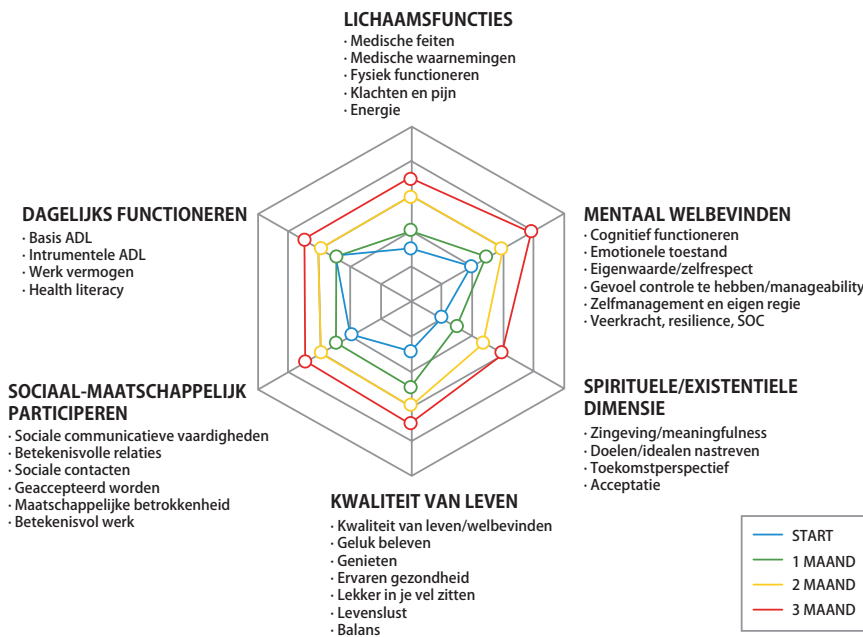 LICHAAMSFUNCTIES
· Medische feiten
· Medische waarnemingen
· Fysiek functioneren
· Klachten en pijn
· Energie
DAGELIJKS FUNCTIONEREN
· Basis ADL
· Intrumentele ADL
· Werk vermogen
· Health literacy
MENTAAL WELBEVINDEN
· Cognitief functioneren
· Emotionele toestand
· Eigenwaarde/zelfrespect
· Gevoel controle te hebben/manageability
· Zelfmanagement en eigen regie
· Veerkracht, resilience, SOC
SOCIAAL-MAATSCHAPPELIJK
PARTICIPEREN
· Sociale communicatieve vaardigheden
· Betekenisvolle relaties
· Sociale contacten
· Geaccepteerd worden
· Maatschappelijke betrokkenheid
· Betekenisvol werk
SPIRITUELE/EXISTENTIELE
DIMENSIE
· Zingeving/meaningfulness
· Doelen/idealen nastreven
· Toekomstperspectief
· Acceptatie
KWALITEIT VAN LEVEN
· Kwaliteit van leven/welbevinden
· Geluk beleven
· Genieten
· Ervaren gezondheid
· Lekker in je vel zitten
· Levenslust
· Balans
START
1 MAAND
2 MAAND
3 MAAND